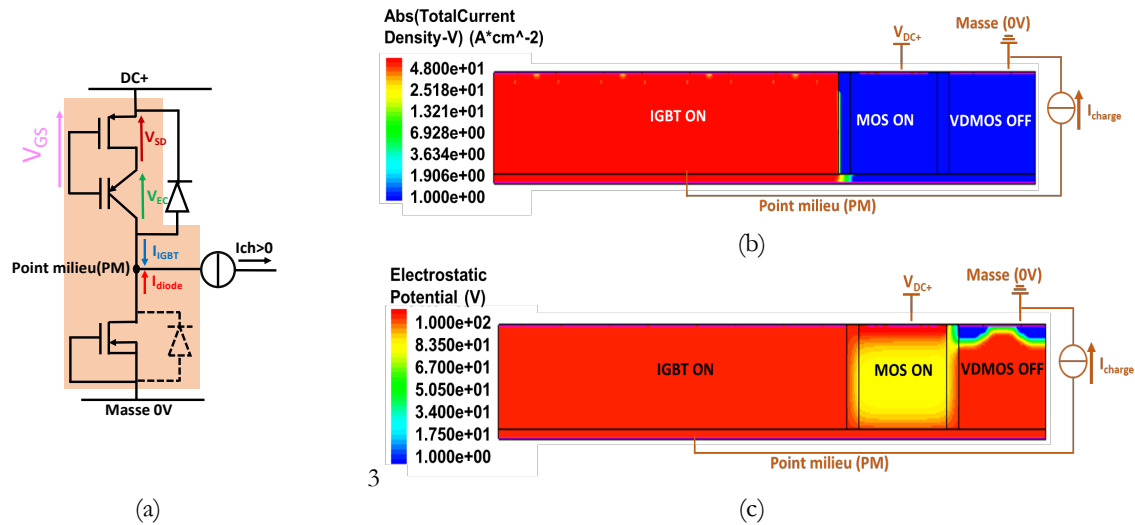 DC+
V_GS
V_SD
V_EC
I_IGBT
Ich>0
Point milieu(PM)
I_diode
Masse 0V
(a)
Abs(TotalCurrent
Density-V) (A*cm^-2)
4.800e+01
2.518e+01
1.321e+01
6.928e+00
3.634e+00
1.906e+00
1.000e+00
Masse (0V)
V_DC+
IGBT ON
MOS ON
VDMOS OFF
I_charge
Point milieu (PM)
(b)
Electrostatic
Potential (V)
1.000e+02
8.350e+01
6.700e+01
5.050e+01
3.400e+01
1.750e+01
1.000e+00
Masse (0V)
V_DC+
IGBT ON
MOS ON
VDMOS OFF
I_charge
Point milieu (PM)
3
(c)